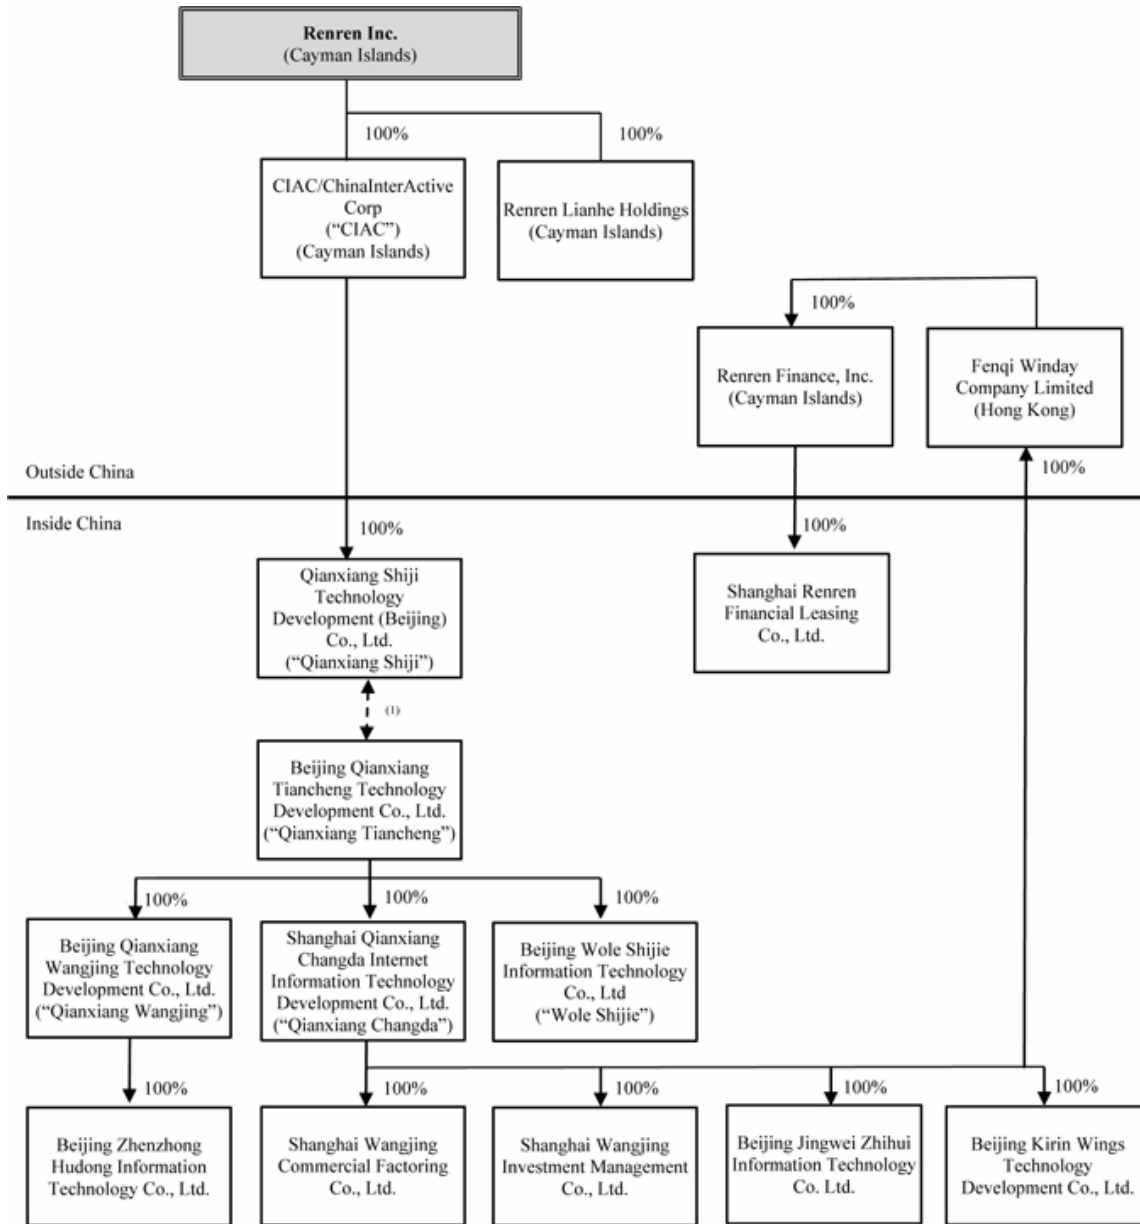 Renren Inc.
(Cayman Islands)
100%
100%
CIAC/ChinaInterActive
Corp
(“CIAC”)
(Cayman Islands)
Renren Lianhe Holdings
(Cayman Islands)
100%
Renren Finance, Inc.
(Cayman Islands)
Fenqi Winday
Company Limited
(Hong Kong)
Outside China
100%
Inside China
100%
100%
Qianxiang Shiji
Technology
Development (Beijing)
Co., Ltd.
(“Qianxiang Shiji”)
Shanghai Renren
Financial Leasing
Co., Ltd.
(1)
Beijing Qianxiang
Tiancheng Technology
Development Co., Ltd.
(“Qianxiang Tiancheng”)
100%
100%
100%
Beijing Qianxiang
Wangjing Technology
Development Co., Ltd.
(“Qianxiang Wangjing”)
Shanghai Qianxiang
Changda Internet
Information Technology
Development Co., Ltd.
(“Qianxiang Changda”)
Beijing Wole Shijie
Information Technology
Co., Ltd
(“Wole Shijie”)
100%
100%
100%
100%
100%
Beijing Zhenzhong
Hudong Information
Technology Co., Ltd.
Shanghai Wangjing
Commercial Factoring
Co., Ltd.
Shanghai Wangjing
Investment Management
Co., Ltd.
Beijing Jingwei Zhihui
Information Technology
Co. Ltd.
Beijing Kirin Wings
Technology
Development Co., Ltd.